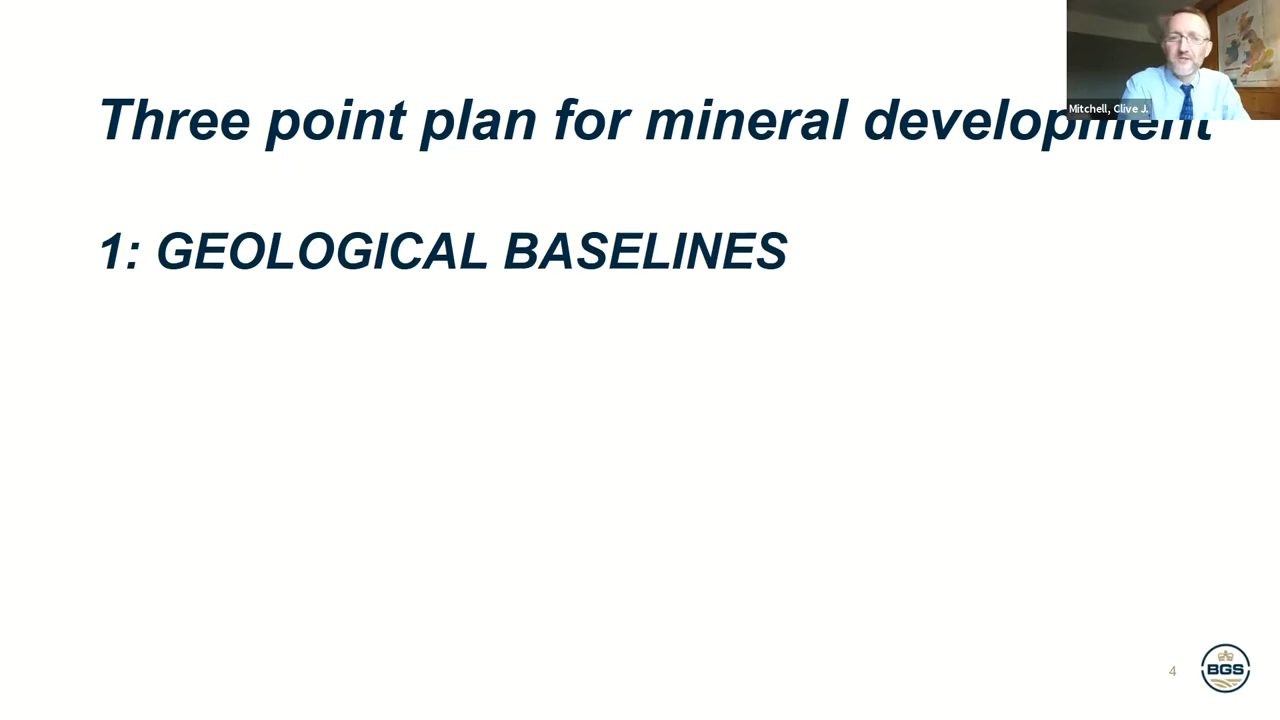 Three point plan for mineral development
Mitchell, Clive J.
1: GEOLOGICAL BASELINES
4
BGS